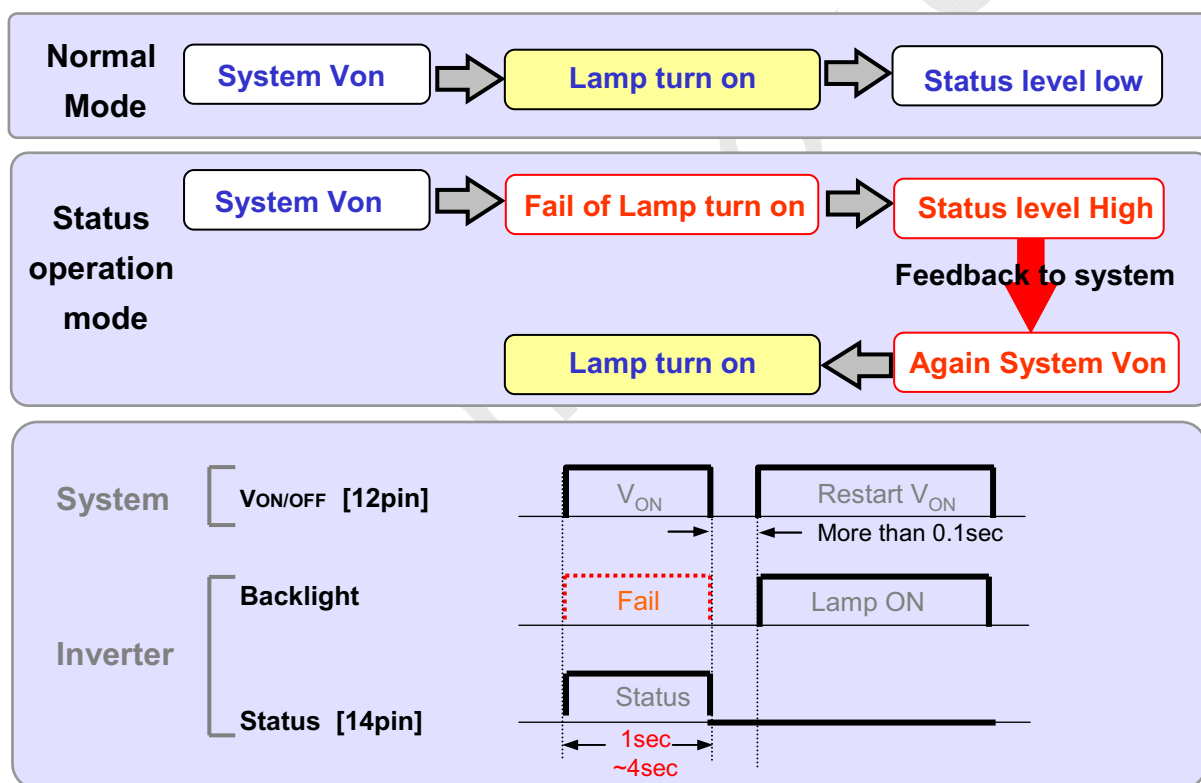 Normal
Mode
System Von
Lamp turn on
Status level low
Status
operation
mode
System Von
Fail of Lamp turn on
Status level High
Feedback to system
Lamp turn on
Again System Von
System
VON/OFF [12pin]
VON
Restart VON
More than 0.1sec
Inverter
Backlight
Fail
Lamp ON
Status [14pin]
Status
1sec
~4sec